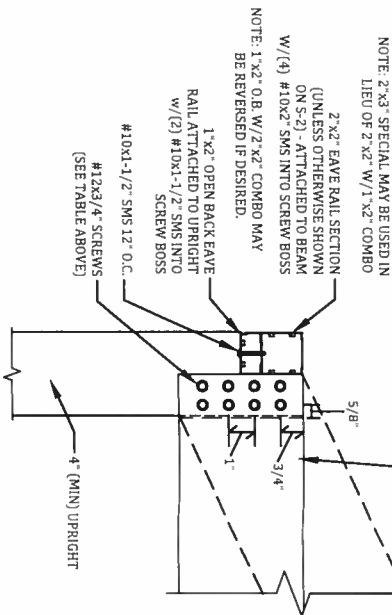 NOTE: 2"x3" SPECIAL MAY BE USED IN
LIEU OF 2"x2" W/1"x2" COMBO
2"x2" EAVE RAIL SECTION
(UNLESS OTHERWISE SHOWN
ON S-2) - ATTACHED TO BEAM
W/(4) #10x2" SMS INTO SCREW BOSS
NOTE: 1"x2" O.B. W/2"x2" COMBO MAY
BE REVERSED IF DESIRED.
1"x2" OPEN BACK EAVE
RAIL ATTACHED TO UPRIGHT
w/(2) #10x1-1/2" SMS INTO
SCREW BOSS
#10x1-1/2" SMS 12" O.C.
#12x3/4" SCREWS
(SEE TABLE ABOVE)
5/8"
3/4"
1"
4" (MIN) UPRIGHT